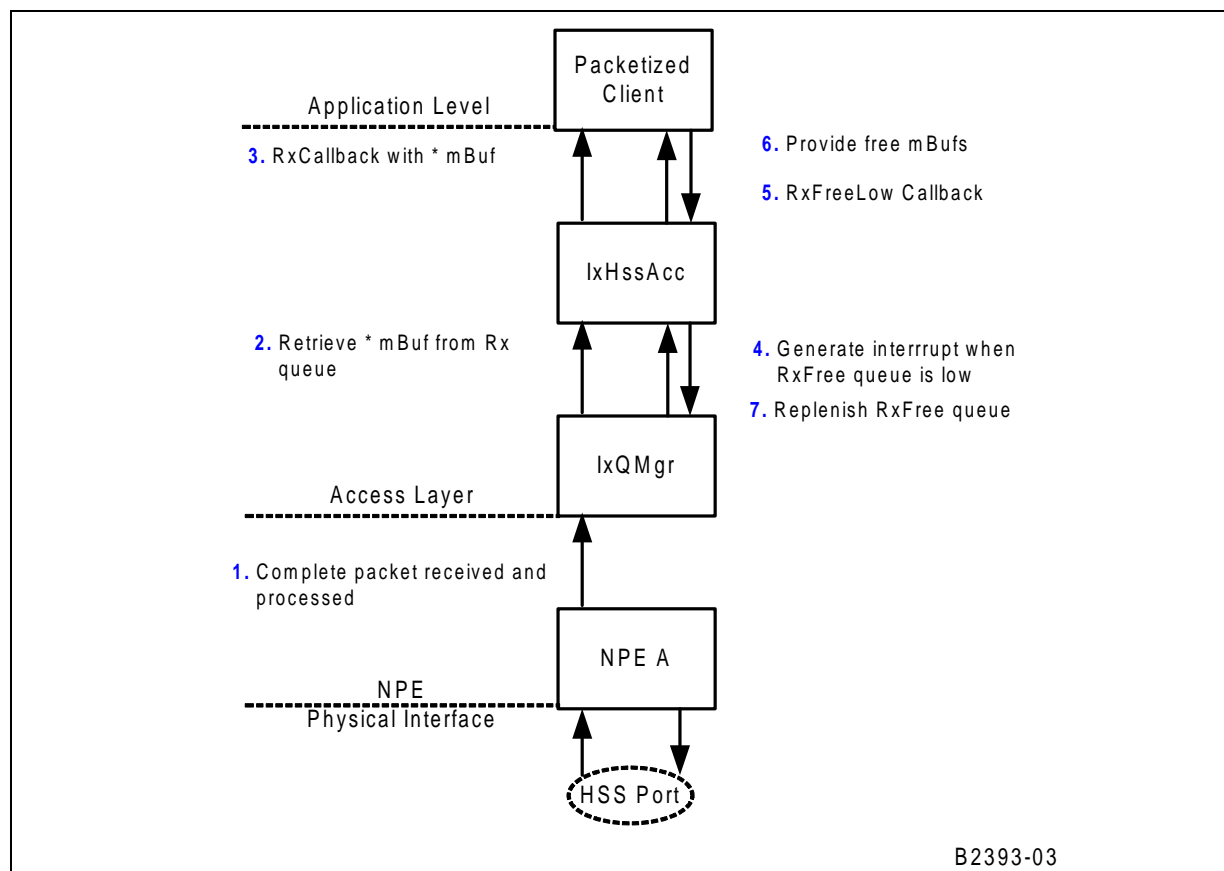 Packetized
Client
Application Level
3. RxCallback with * mBuf
6. Provide free mBufs
5. RxFreeLow Callback
IxHssAcc
2. Retrieve * mBuf from Rx
queue
4. Generate interrrupt when
RxFree queue is low
7. Replenish RxFree queue
IxQMgr
Access Layer
1. Complete packet received and
processed
NPE A
NPE
Physical Interface
HSS Port
B2393-03